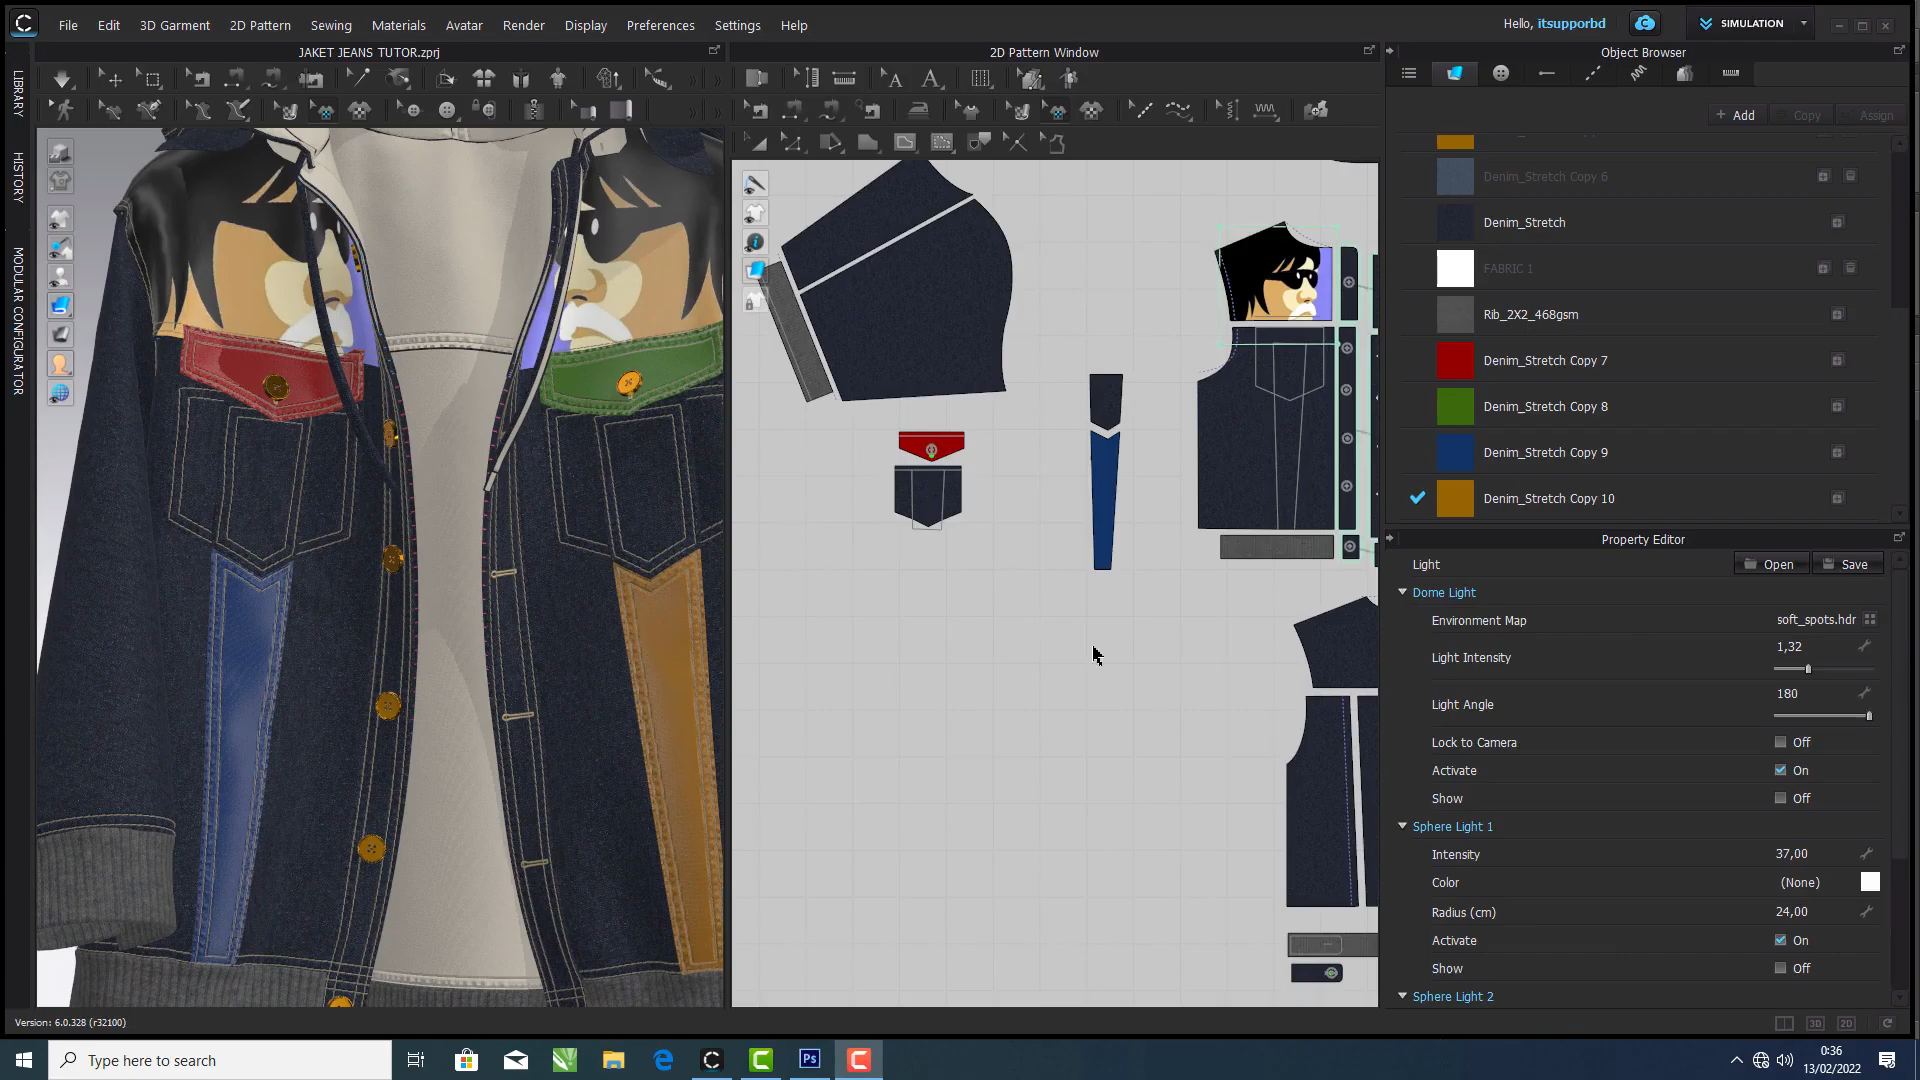 File Edit 3D Garment 2D Pattern Sewing Materials Avatar Render Display Preferences Settings Help
Hello, itsupporbd
SIMULATION
JAKET JEANS TUTOR.zprj
2D Pattern Window
Object Browser
LIBRARY
HISTORY
MODULAR CONFIGURATOR
Add
Copy
Assign
Denim_Stretch Copy 6
Denim_Stretch
FABRIC 1
Rib_2X2_468gsm
Denim_Stretch Copy 7
Denim_Stretch Copy 8
Denim_Stretch Copy 9
Denim_Stretch Copy 10
Property Editor
Light
Open
Save
Dome Light
Environment Map soft_spots.hdr
Light Intensity 1,32
Light Angle 180
Lock to Camera Off
Activate On
Show Off
Sphere Light 1
Intensity 37,00
Color (None)
Radius (cm) 24,00
Activate On
Show Off
Sphere Light 2
3D
2D
Version: 6.0.328 (r32100)
Type here to search
Ps
0:36
13/02/2022